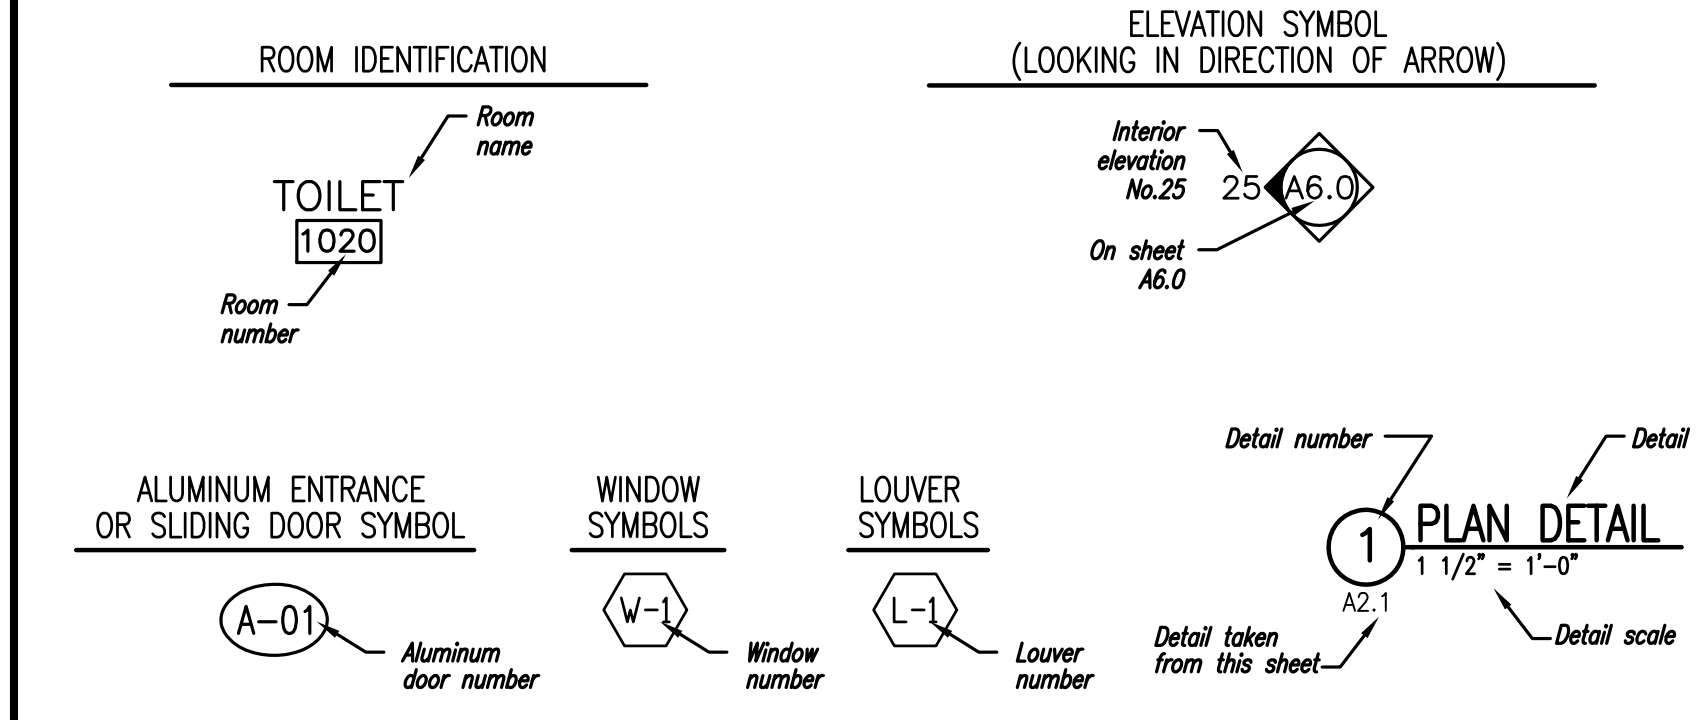 ROOM IDENTIFICATION
Room
name
TOILET
1020
Room
number
ELEVATION SYMBOL
(LOOKING IN DIRECTION OF ARROW)
Interior
elevation
No.25
25
A6.0
On sheet
A6.0
ALUMINUM ENTRANCE
OR SLIDING DOOR SYMBOL
A-01
Aluminum
door number
WINDOW
SYMBOLS
W-1
Window
number
LOUVER
SYMBOLS
L-1
Louver
number
Detail number
Detail
1
PLAN DETAIL
1 1/2" = 1'-0"
A2.1
Detail taken
from this sheet
Detail scale